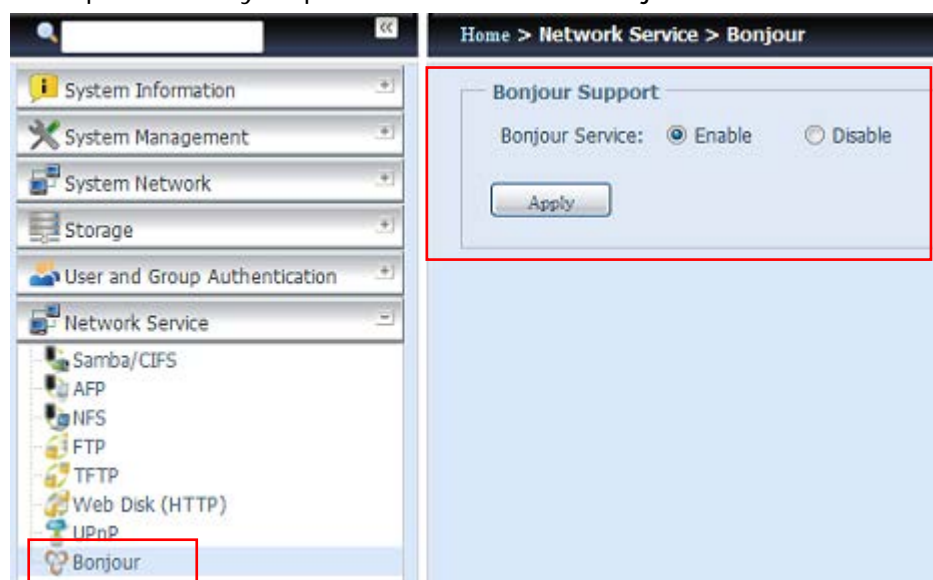 Home > Network Service > Bonjour
System Information
System Management
System Network
Storage
User and Group Authentication
Network Service
Samba/CIFS
AFP
NFS
FTP
TFTP
Web Disk (HTTP)
UPnP
Bonjour
Bonjour Support
Bonjour Service: Enable Disable
Apply